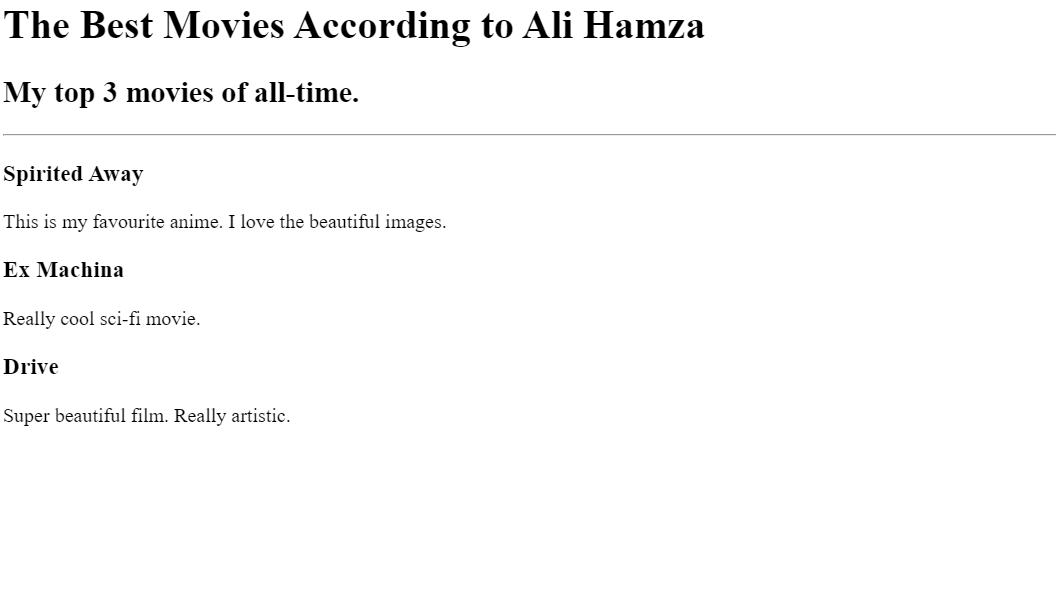 The Best Movies According to Ali Hamza
My top 3 movies of all-time.
Spirited Away
This is my favourite anime. I love the beautiful images.
Ex Machina
Really cool sci-fi movie.
Drive
Super beautiful film. Really artistic.